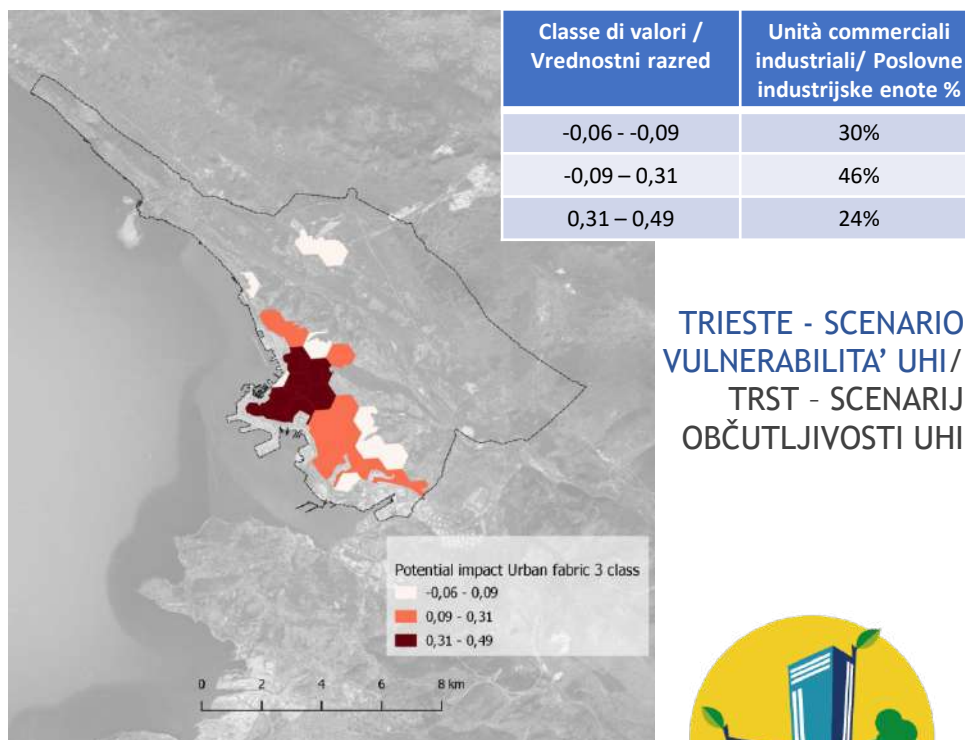 Classe di valori /
Vrednostni razred
Unità commerciali
industriali/ Poslovne
industrijske enote %
-0,06 - -0,09
30%
-0,09 – 0,31
46%
0,31 – 0,49
24%
TRIESTE - SCENARIO
VULNERABILITA’ UHI/
TRST – SCENARIJ
OBČUTLJIVOSTI UHI
Potential impact Urban fabric 3 class
-0,06 - 0,09
0,09 - 0,31
0,31 - 0,49
0 2 4 6 8 km